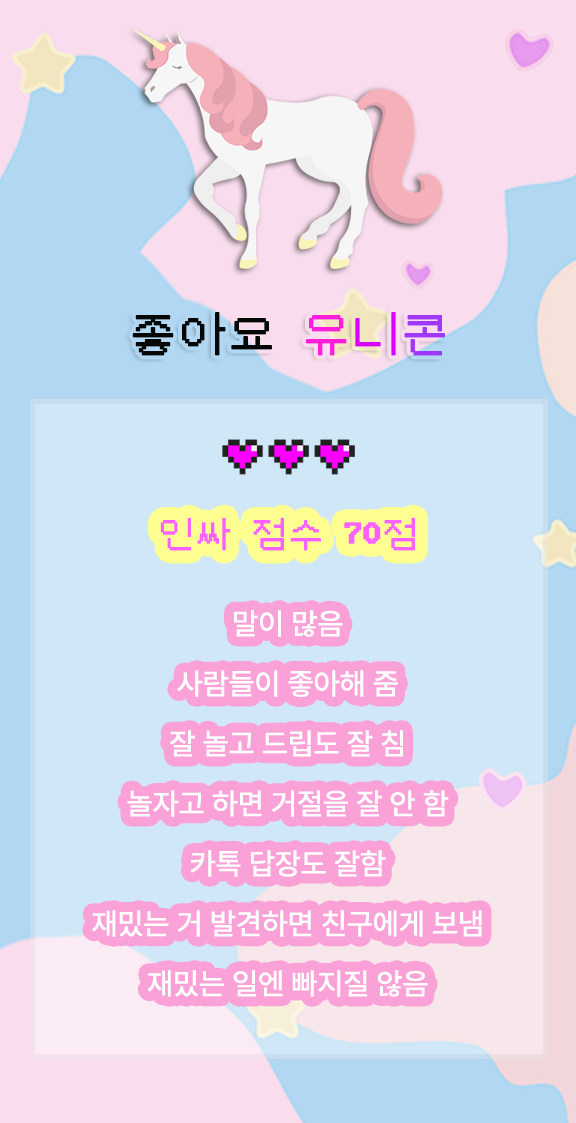 좋아요 유니콘
인싸 점수 70점
말이 많음
사람들이 좋아해 줌
잘 놀고 드립도 잘 침
놀자고 하면 거절을 잘 안 함
카톡 답장도 잘함
재밌는 거 발견하면 친구에게 보냄
재밌는 일엔 빠지질 않음